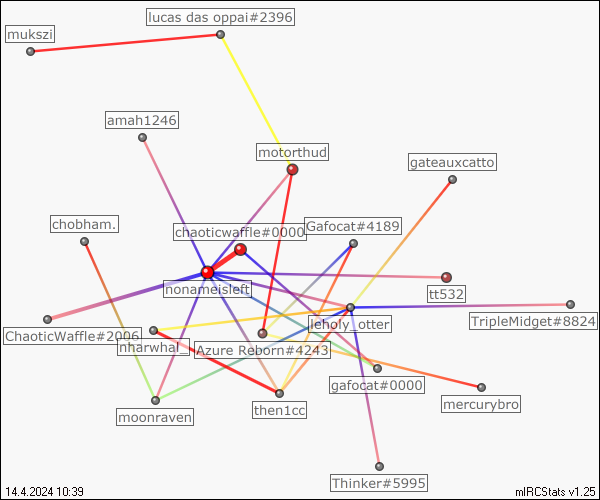 lucas das oppai#2396
mukszi
amah1246
motorthud
gateauxcatto
chobham.
chaoticwaffle#0000
Gafocat#4189
nonameisleft
tt532
ChaoticWaffle#2006
nharwhal_
Azure Reborn#4243
leholy_otter
TripleMidget#8824
gafocat#0000
mercurybro
moonraven
then1cc
Thinker#5995
14.4.2024 10:39
mIRCStats v1.25